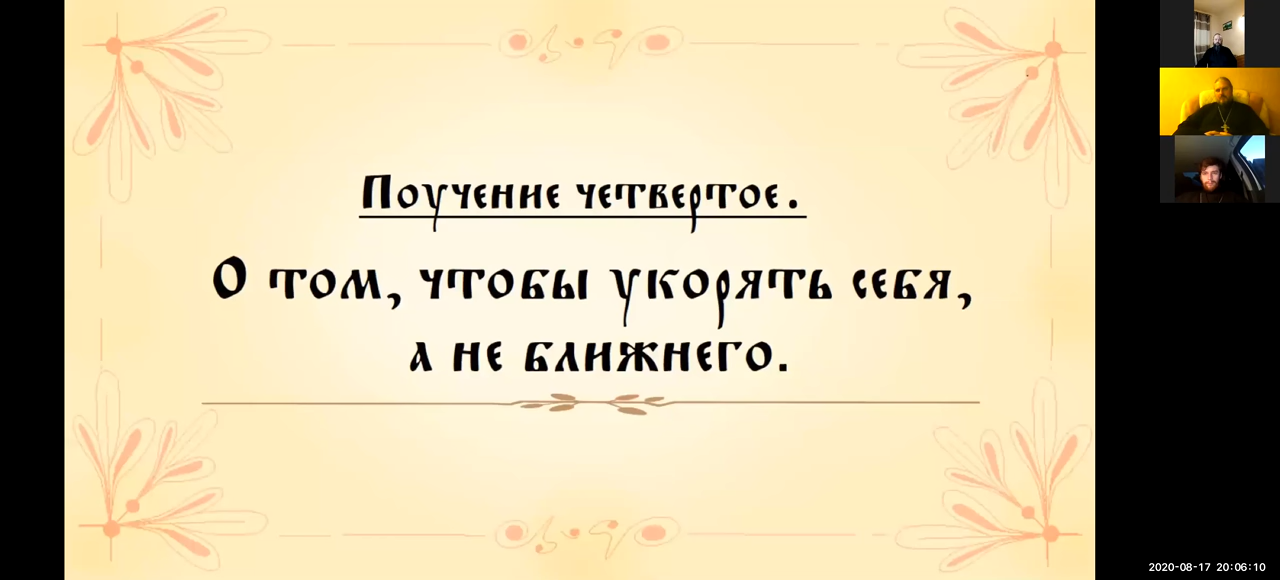 Поучение четвертое.
О том, чтобы укорять себя,
а не ближнего.
2020-08-17 20:06:10